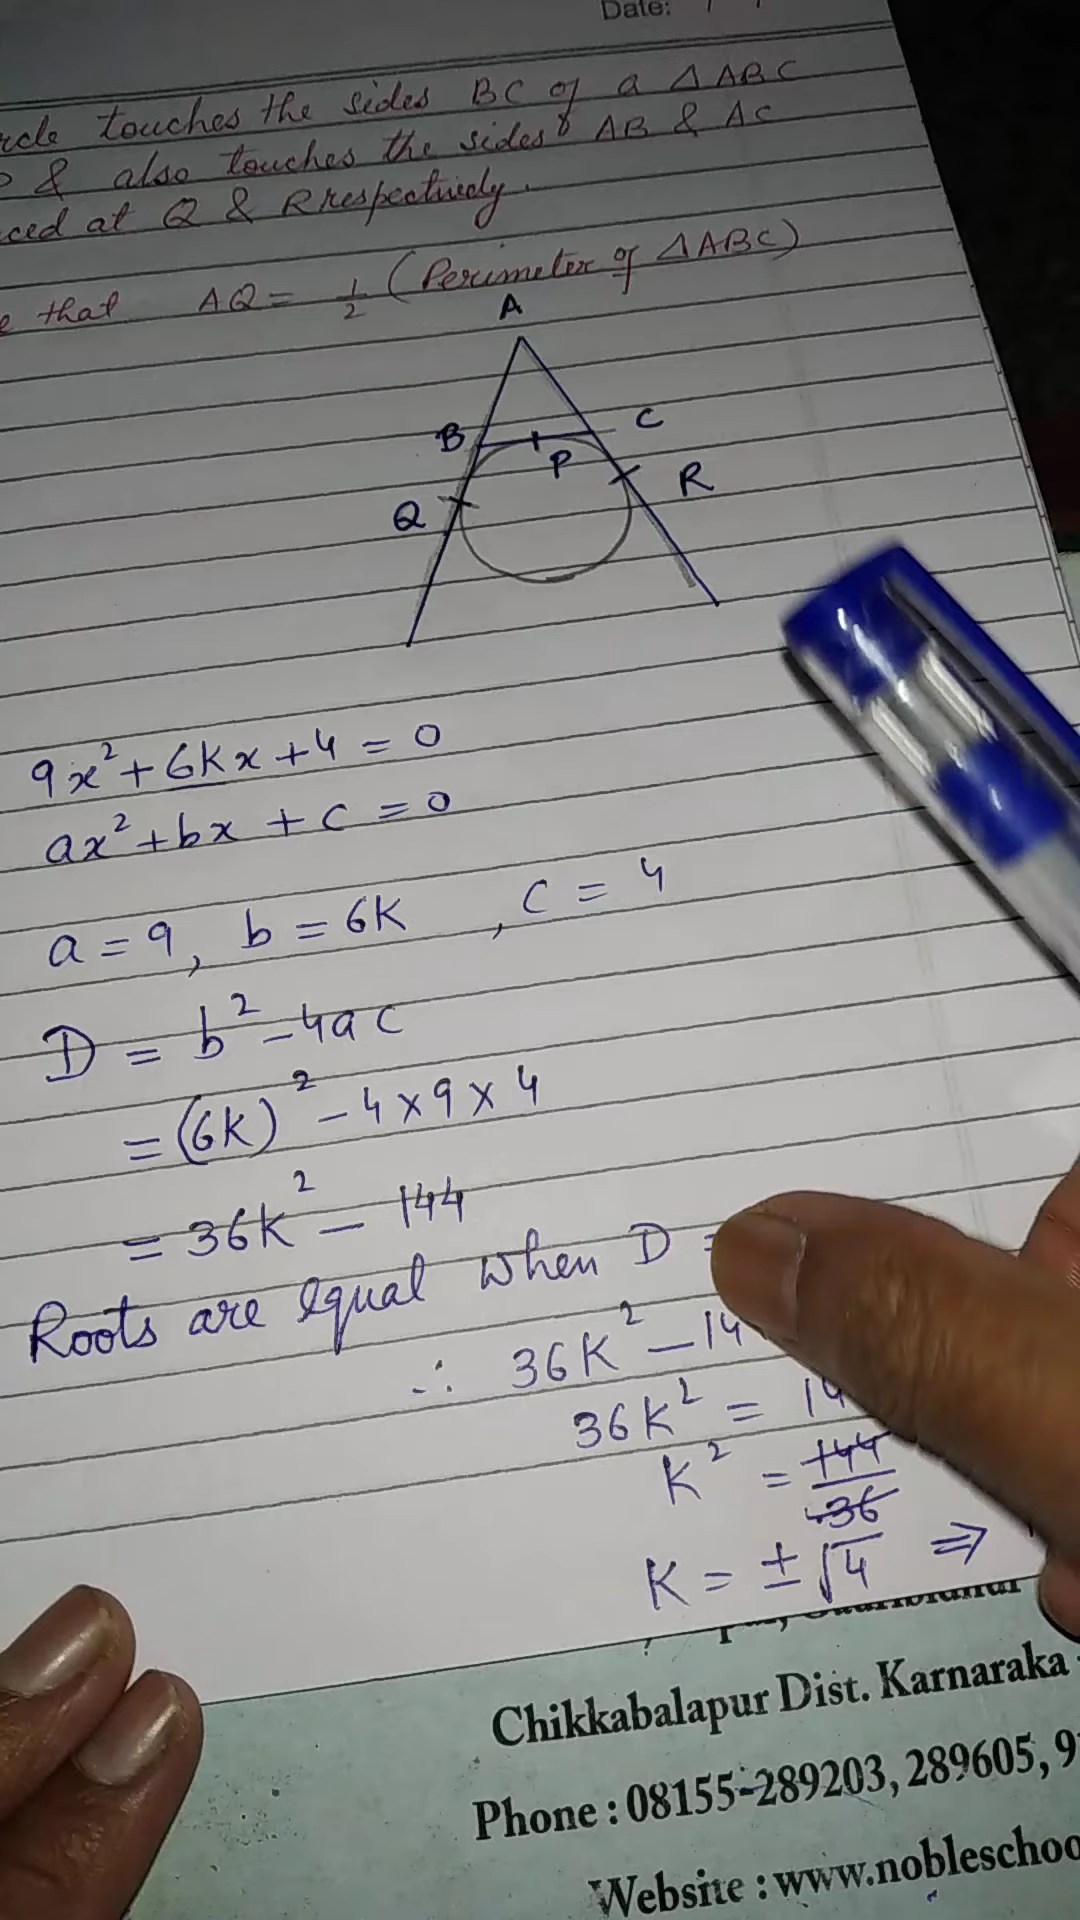 Date: / /
touches the sides BC of a △ABC
& also touches the sides AB & AC
at Q & R respectively.
that AQ = 1/2 (Perimeter of △ABC)
A
B C
P
Q R
9x² + 6kx + 4 = 0
ax² + bx + c = 0
a = 9, b = 6K , c = 4
D = b² - 4ac
= (6K)² - 4 × 9 × 4
= 36K² - 144
Roots are equal when D =
∴ 36K² - 14
36K² = 14
K² = 144/36
K = ± √4 ⇒
Chikkabalapur Dist. Karnaraka
Phone : 08155-289203, 289605, 9
Website : www.nobleschoo